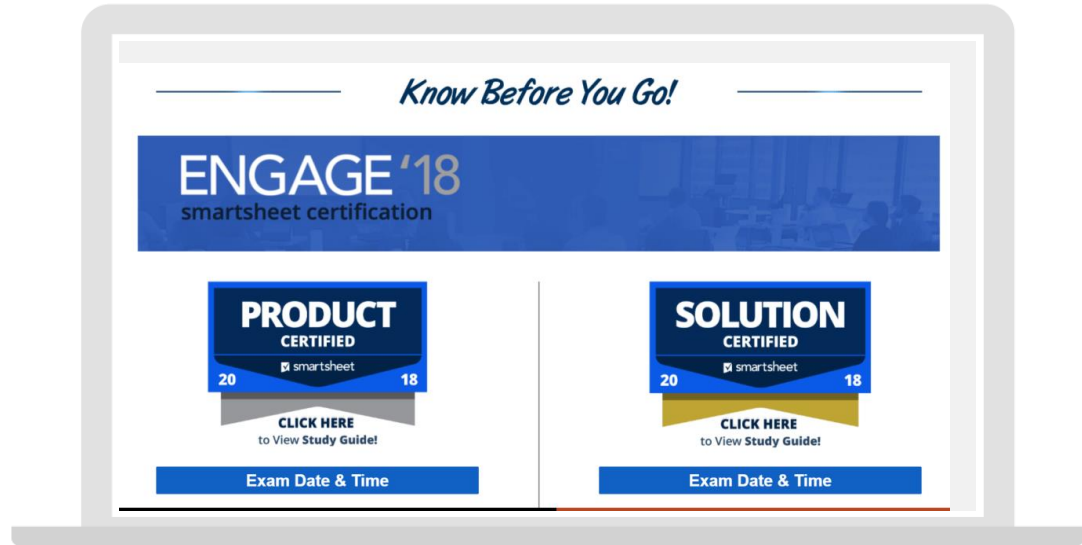 Know Before You Go!
ENGAGE '18
smartsheet certification
PRODUCT
CERTIFIED
smartsheet
20 18
CLICK HERE
to View Study Guide!
Exam Date & Time
SOLUTION
CERTIFIED
smartsheet
20 18
CLICK HERE
to View Study Guide!
Exam Date & Time